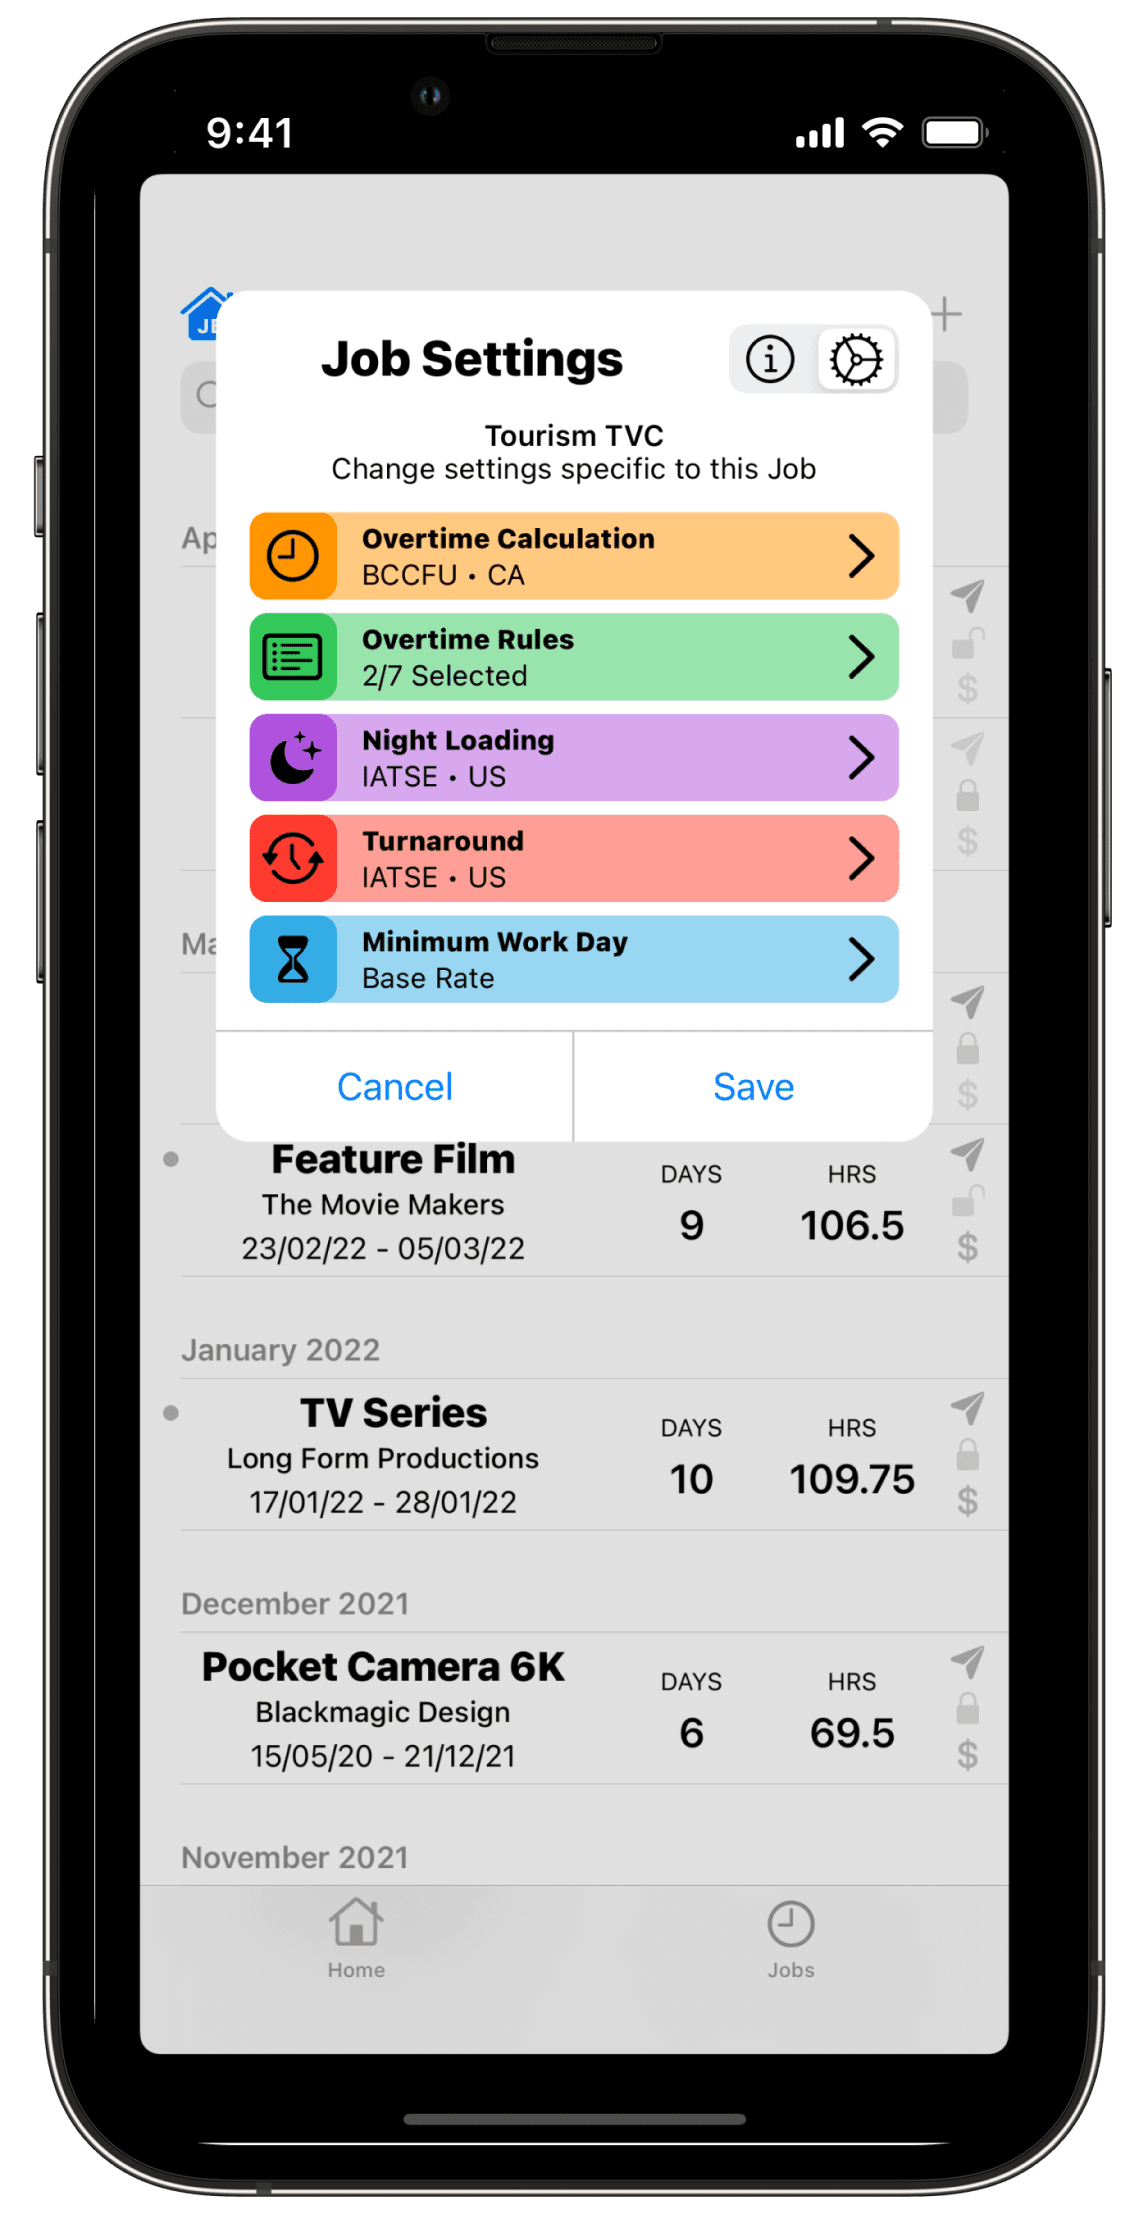 9:41
Job Settings
Tourism TVC
Change settings specific to this Job
Overtime Calculation
BCCFU • CA
Overtime Rules
2/7 Selected
Night Loading
IATSE • US
Turnaround
IATSE • US
Minimum Work Day
Base Rate
Cancel
Save
Feature Film
The Movie Makers
23/02/22 - 05/03/22
DAYS
9
HRS
106.5
$
January 2022
TV Series
Long Form Productions
17/01/22 - 28/01/22
DAYS
10
HRS
109.75
$
December 2021
Pocket Camera 6K
Blackmagic Design
15/05/20 - 21/12/21
DAYS
6
HRS
69.5
$
November 2021
Home
Jobs